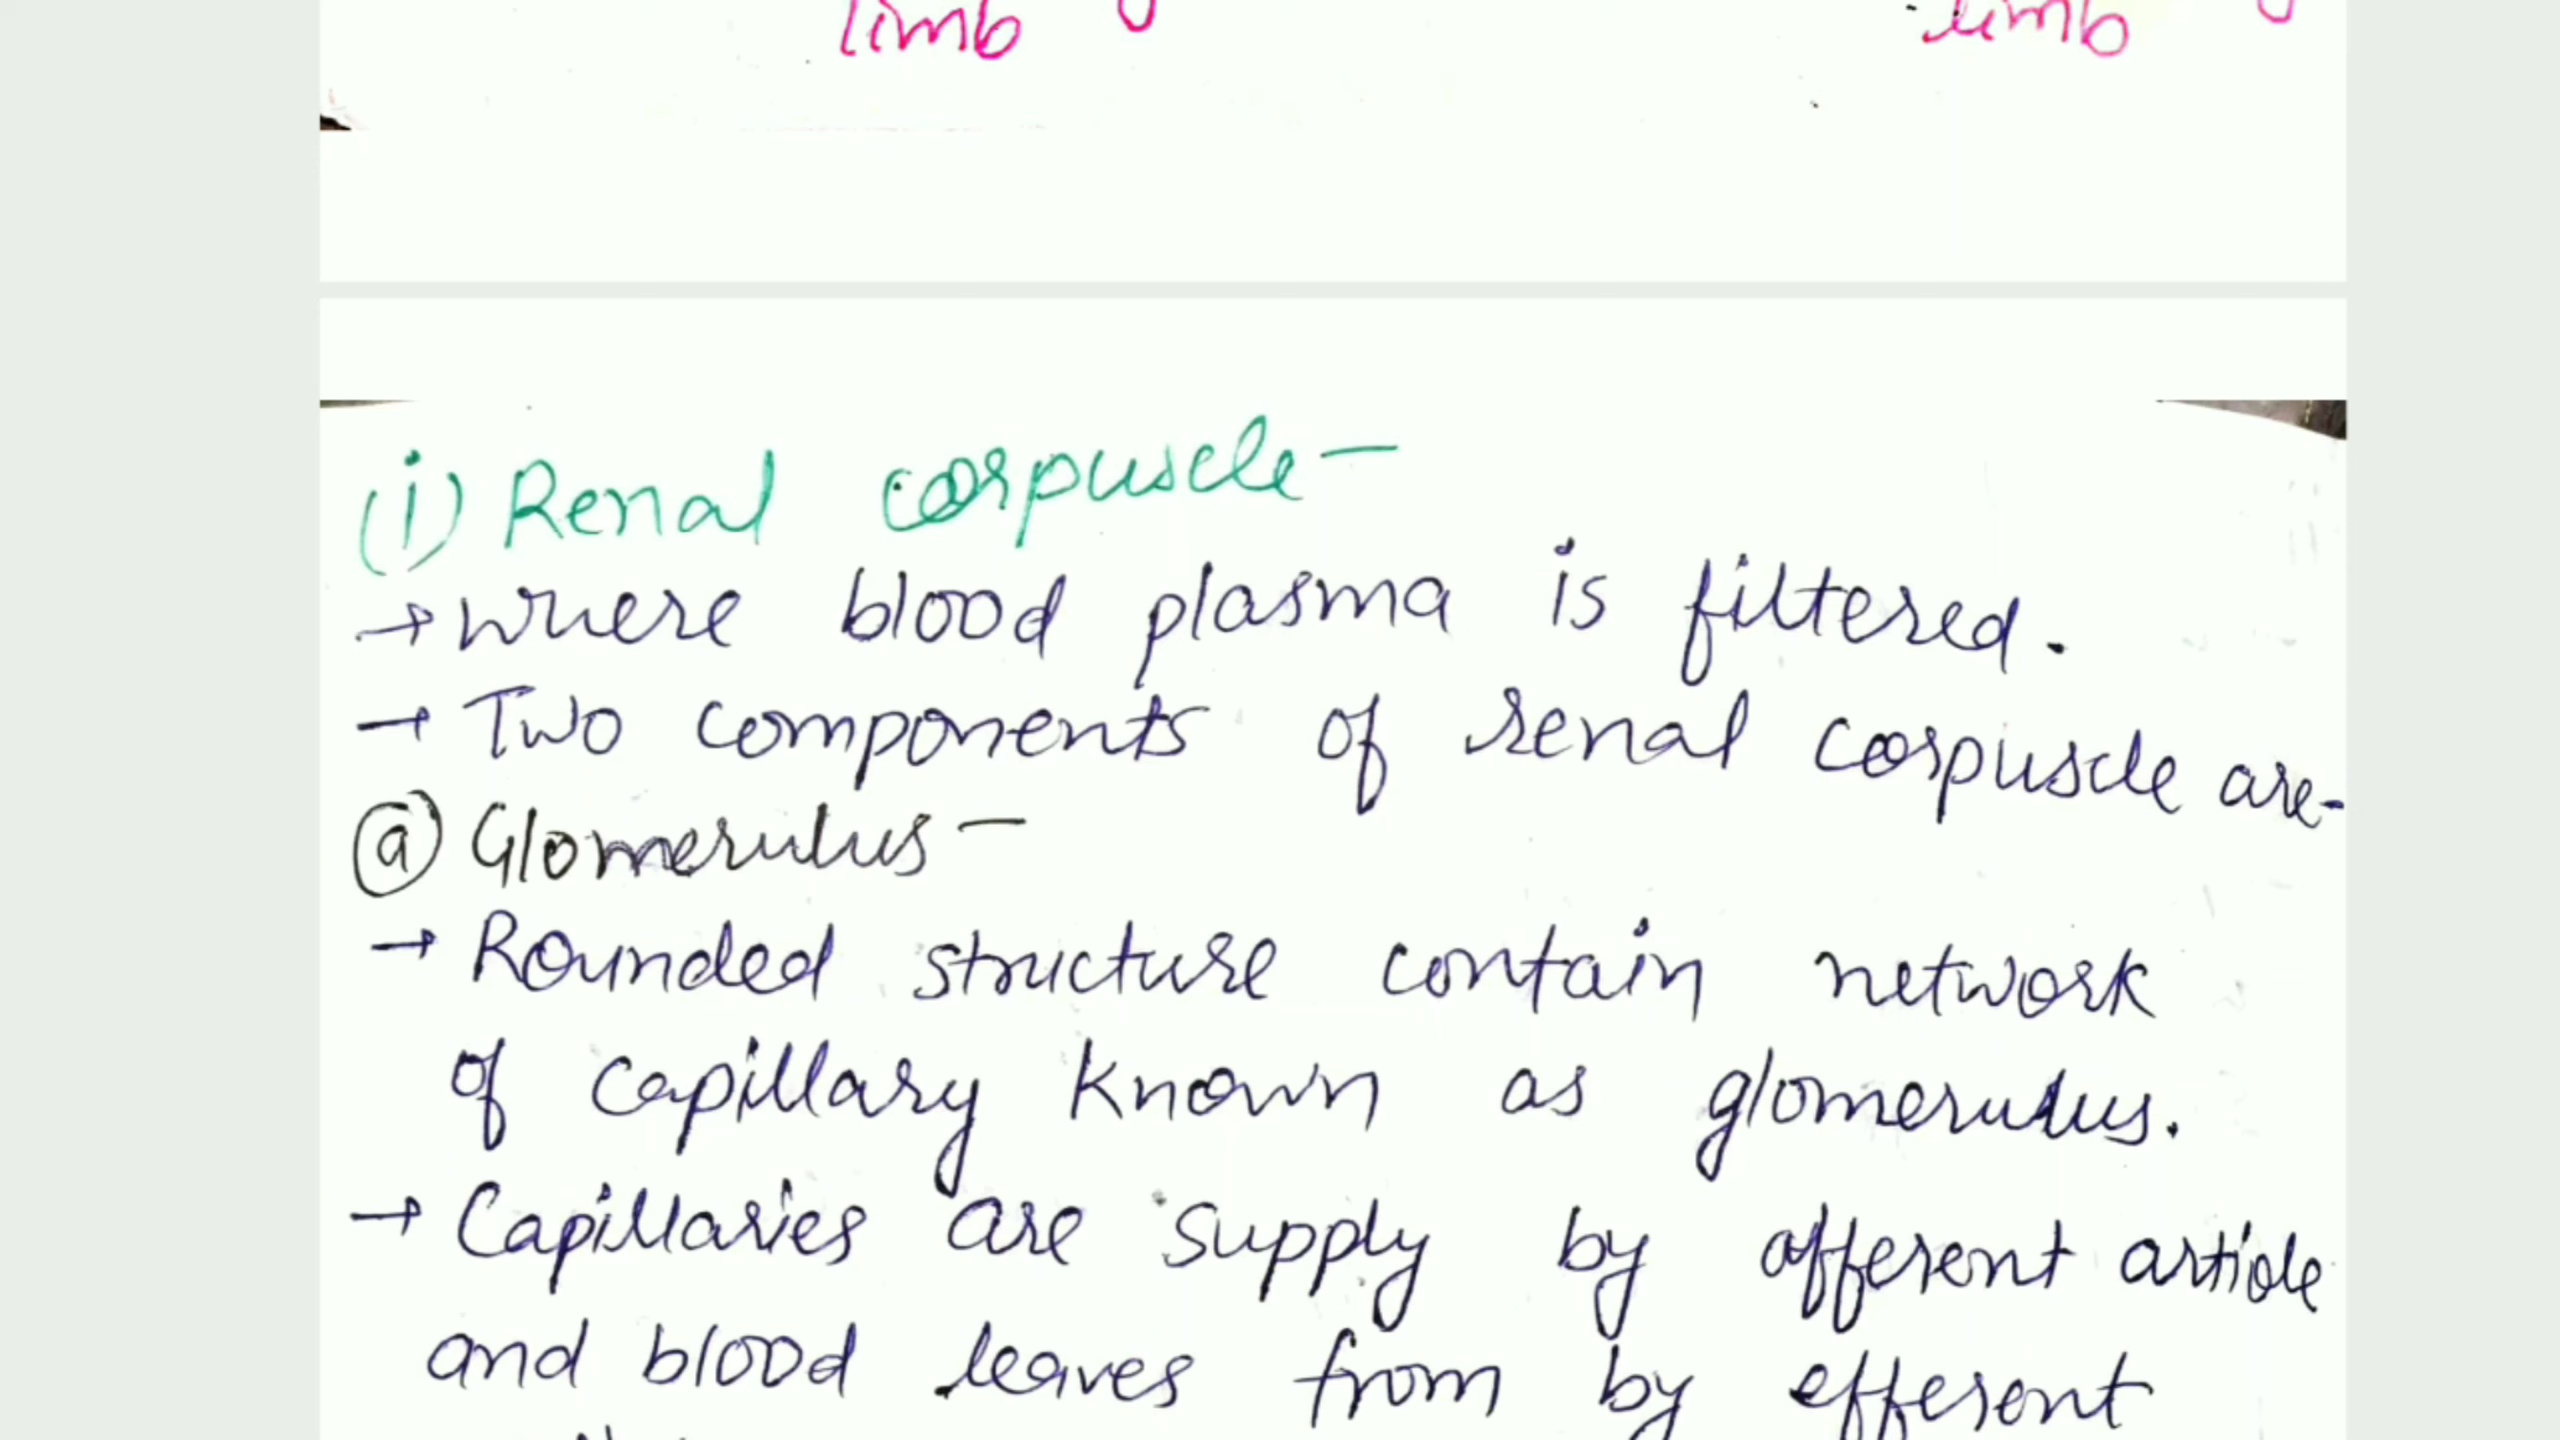 limb limb
(i) Renal corpuscle-
→ where blood plasma is filtered.
→ Two components of renal corpuscle are-
(a) Glomerulus-
→ Rounded structure contain network
of capillary known as glomerulus.
→ Capillaries are supply by afferent artiole
and blood leaves from by efferent